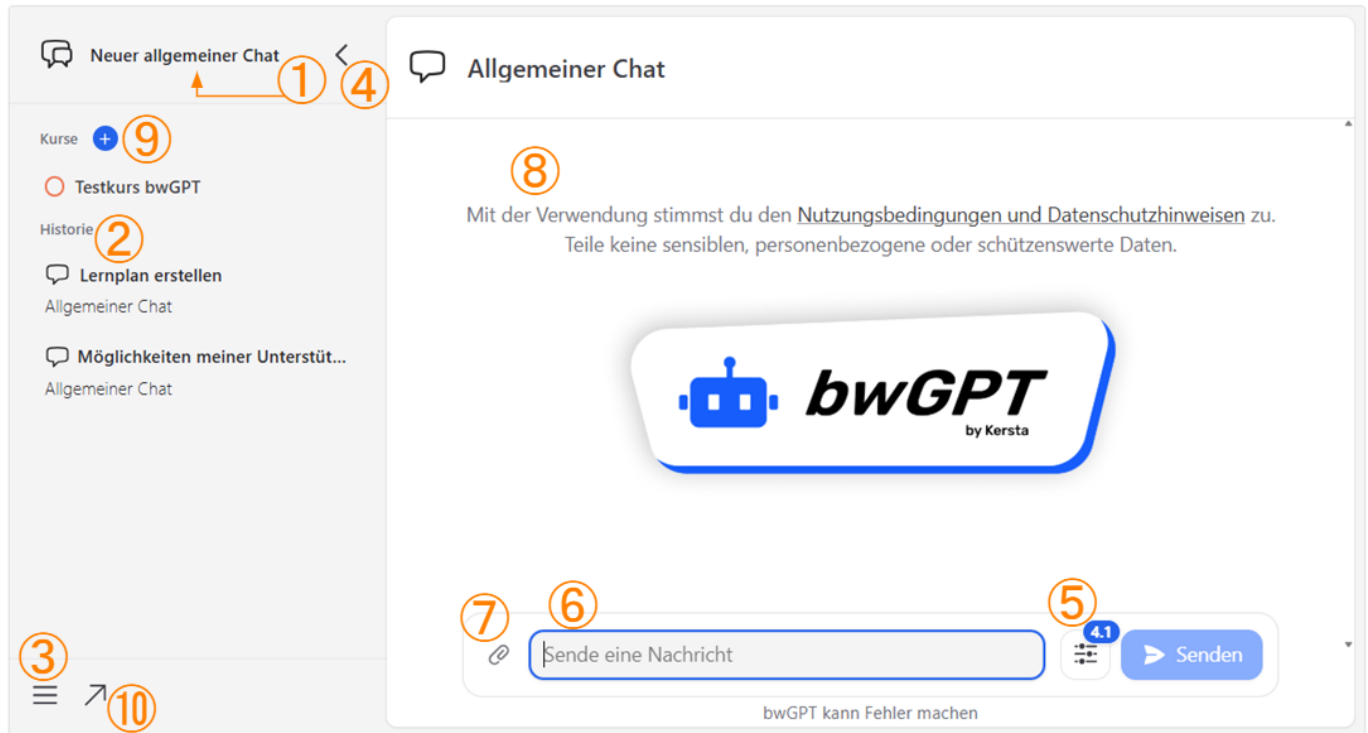 Neuer allgemeiner Chat
①
④
Kurse
⑨
Testkurs bwGPT
Historie
②
Lernplan erstellen
Allgemeiner Chat
Möglichkeiten meiner Unterstüt...
Allgemeiner Chat
③
⑩
Allgemeiner Chat
⑧
Mit der Verwendung stimmst du den Nutzungsbedingungen und Datenschutzhinweisen zu.
Teile keine sensiblen, personenbezogene oder schützenswerte Daten.
bwGPT
by Kersta
⑦
⑥
⑤
4.1
Sende eine Nachricht
Senden
bwGPT kann Fehler machen